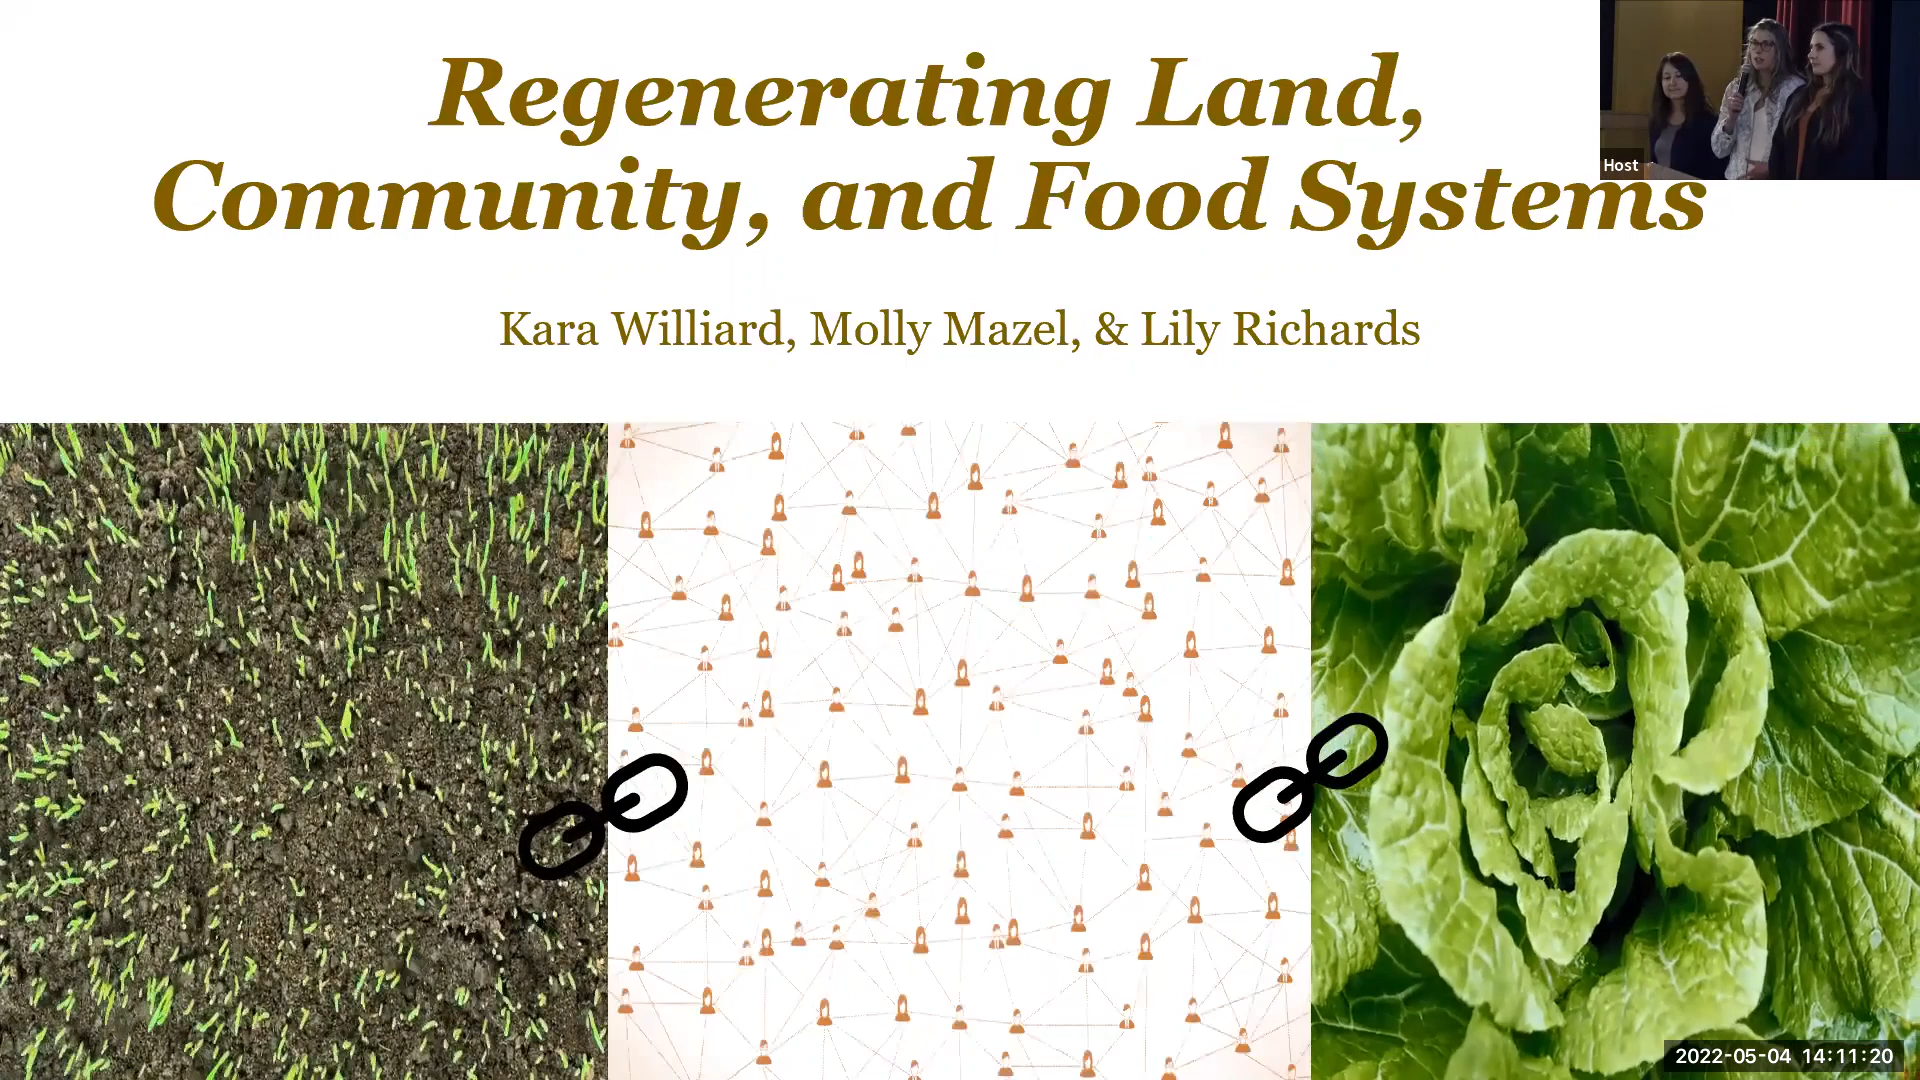 Regenerating Land,
Community, and Food Systems
Host
Kara Williard, Molly Mazel, & Lily Richards
2022-05-04 14:11:20